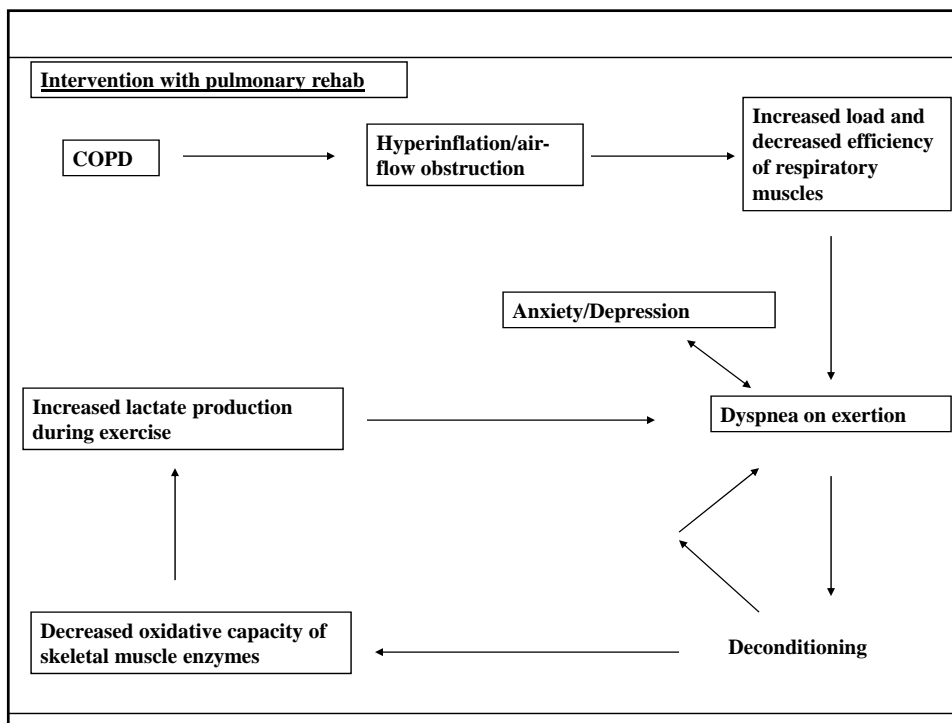 Intervention with pulmonary rehab
COPD
Hyperinflation/air-
flow obstruction
Increased load and
decreased efficiency
of respiratory
muscles
Anxiety/Depression
Increased lactate production
during exercise
Dyspnea on exertion
Decreased oxidative capacity of
skeletal muscle enzymes
Deconditioning